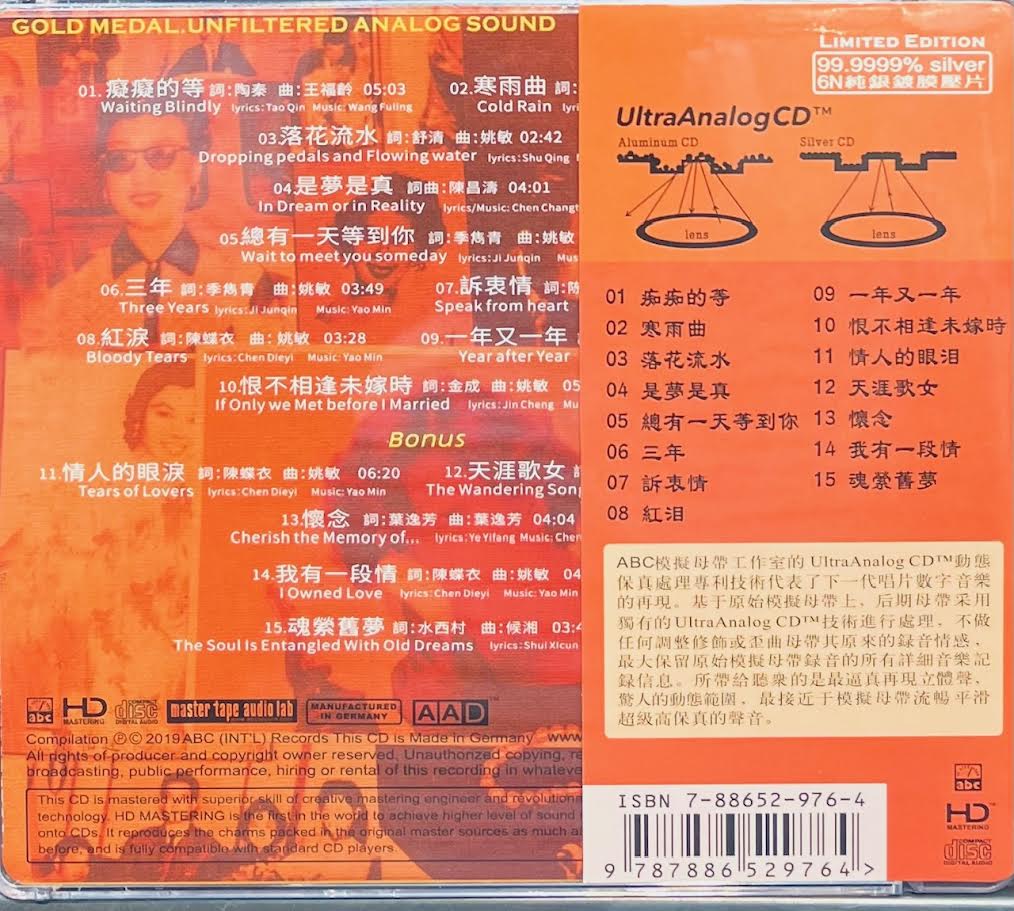 GOLD MEDAL.UNFILTERED ANALOG SOUND
01.癡癡的等 詞:陶秦 曲:王福齡 05:03
Waiting Blindly lyrics:Tao Qin Music: Wang Fuling
02.寒雨曲 詞:
Cold Rain
03.落花流水 詞:舒清 曲:姚敏 02:42
Dropping pedals and Flowing water lyrics:Shu Qing
04.是夢是真 詞曲:陳昌濤 04:01
In Dream or in Reality lyrics/Music: Chen Changt
05.總有一天等到你 詞:季雋青 曲:姚敏
Wait to meet you someday lyrics:Ji Junqin Mus
06.三年 詞:季雋青 曲:姚敏 03:49
Three Years lyrics:Ji Junqin Music: Yao Min
07.訴衷情 詞:陳
Speak from heart
08.紅淚 詞:陳蝶衣 曲:姚敏 03:28
Bloody Tears lyrics:Chen Dieyi Music: Yao Min
09.一年又一年
Year after Year
10.恨不相逢未嫁時 詞:金成 曲:姚敏 05
If Only we Met before I Married lyrics:Jin Cheng Mu
Bonus
11.情人的眼淚 詞:陳蝶衣 曲:姚敏 06:20
Tears of Lovers lyrics:Chen Dieyi Music: Yao Min
12.天涯歌女
The Wandering Song
13.懷念 詞:葉逸芳 曲:葉逸芳 04:04
Cherish the Memory of... lyrics:Ye Yifang Music: Chen
14.我有一段情 詞:陳蝶衣 曲:姚敏 04
I Owned Love lyrics:Chen Dieyi Music: Yao Min
15.魂縈舊夢 詞:水西村 曲:候湘 03:4
The Soul is Entangled With Old Dreams lyrics:Shui XIcun
abc HD MASTERING disc DIGITAL AUDIO master tape audio lab MANUFACTURED IN GERMANY AAD™
Compilation ℗© 2019 ABC (INT'L) Records This CD is Made in Germany www
All rights of producer and copyright owner reserved. Unauthonzed copying, re
broadcasting, public performance, hiring or rental of this recording in whateve
This CD is mastered with superior skill of creative mastering engineer and revolution
technology. HD MASTERING is the first in the world to achieve higher level of sound
onto CDs. It reproduces the charms packed in the original master sources as much a
before, and is fully compatible with standard CD players.
LIMITED EDITION
99.9999% silver
6N純銀鍍膜壓片
UltraAnalogCD™
Aluminum CD Silver CD
lens lens
01 痴痴的等
02 寒雨曲
03 落花流水
04 是夢是真
05 總有一天等到你
06 三年
07 訴衷情
08 紅泪
09 一年又一年
10 恨不相逢未嫁時
11 情人的眼泪
12 天涯歌女
13 懷念
14 我有一段情
15 魂縈舊夢
ABC模擬母帶工作室的 UltraAnalog CD™動態
保真處理專利技術代表了下一代唱片數字音樂
的再現。基于原始模擬母帶上，后期母帶采用
獨有的UltraAnalog CD™技術進行處理，不做
任何調整修飾或歪曲母帶其原來的録音情感，
最大保留原始模擬母帶録音的所有詳細音樂記
録信息。所帶給聽衆的是最逼真再現立體聲，
驚人的動態範圍，最接近于模擬母帶流暢平滑
超級高保真的聲音。
abc
HD™
MASTERING
COMPACT
disc
DIGITAL AUDIO
ISBN 7-88652-976-4
9 787886 529764 >